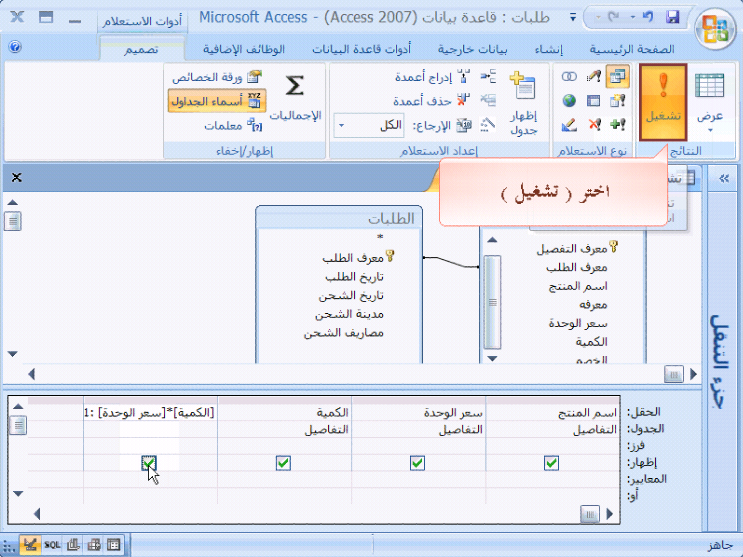 طلبات : قاعدة بيانات (Access 2007) - Microsoft Access
أدوات الاستعلام
الصفحة الرئيسية
إنشاء
بيانات خارجية
أدوات قاعدة البيانات
الوظائف الإضافية
تصميم
عرض
تشغيل
النتائج
نوع الاستعلام
إظهار جدول
إدراج أعمدة
حذف أعمدة
الإرجاع: الكل
إعداد الاستعلام
الإجماليات
ورقة الخصائص
أسماء الجداول
معلمات
إظهار/إخفاء
اختر ( تشغيل )
جزء التنقل
معرف التفصيل
معرف الطلب
اسم المنتج
معرفه
سعر الوحدة
الكمية
الخصم
الطلبات
*
معرف الطلب
تاريخ الطلب
تاريخ الشحن
مدينة الشحن
مصاريف الشحن
الحقل: اسم المنتج سعر الوحدة الكمية 1: [سعر الوحدة]*[الكمية]
الجدول: التفاصيل التفاصيل التفاصيل
فرز:
إظهار:
المعايير:
أو:
جاهز
SQL